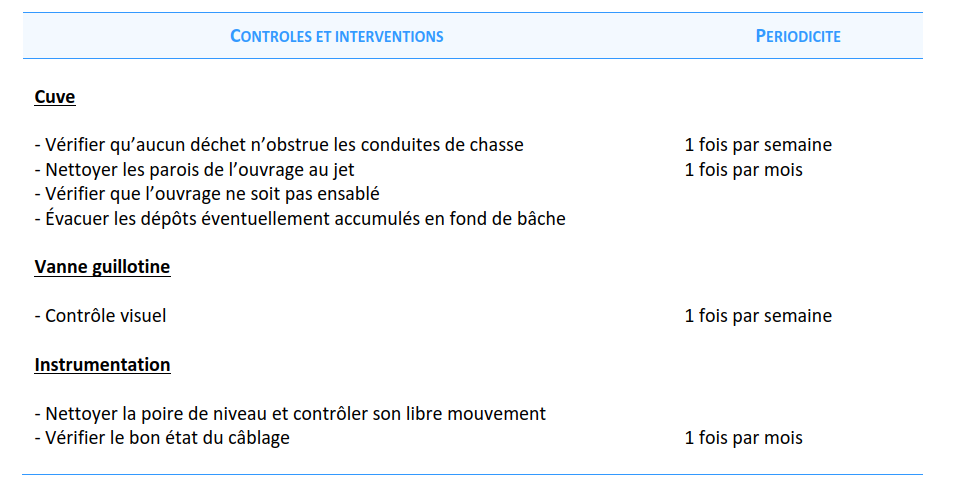 CONTROLES ET INTERVENTIONS PERIODICITE
Cuve
- Vérifier qu’aucun déchet n’obstrue les conduites de chasse 1 fois par semaine
- Nettoyer les parois de l’ouvrage au jet 1 fois par mois
- Vérifier que l’ouvrage ne soit pas ensablé
- Évacuer les dépôts éventuellement accumulés en fond de bâche
Vanne guillotine
- Contrôle visuel 1 fois par semaine
Instrumentation
- Nettoyer la poire de niveau et contrôler son libre mouvement
- Vérifier le bon état du câblage 1 fois par mois